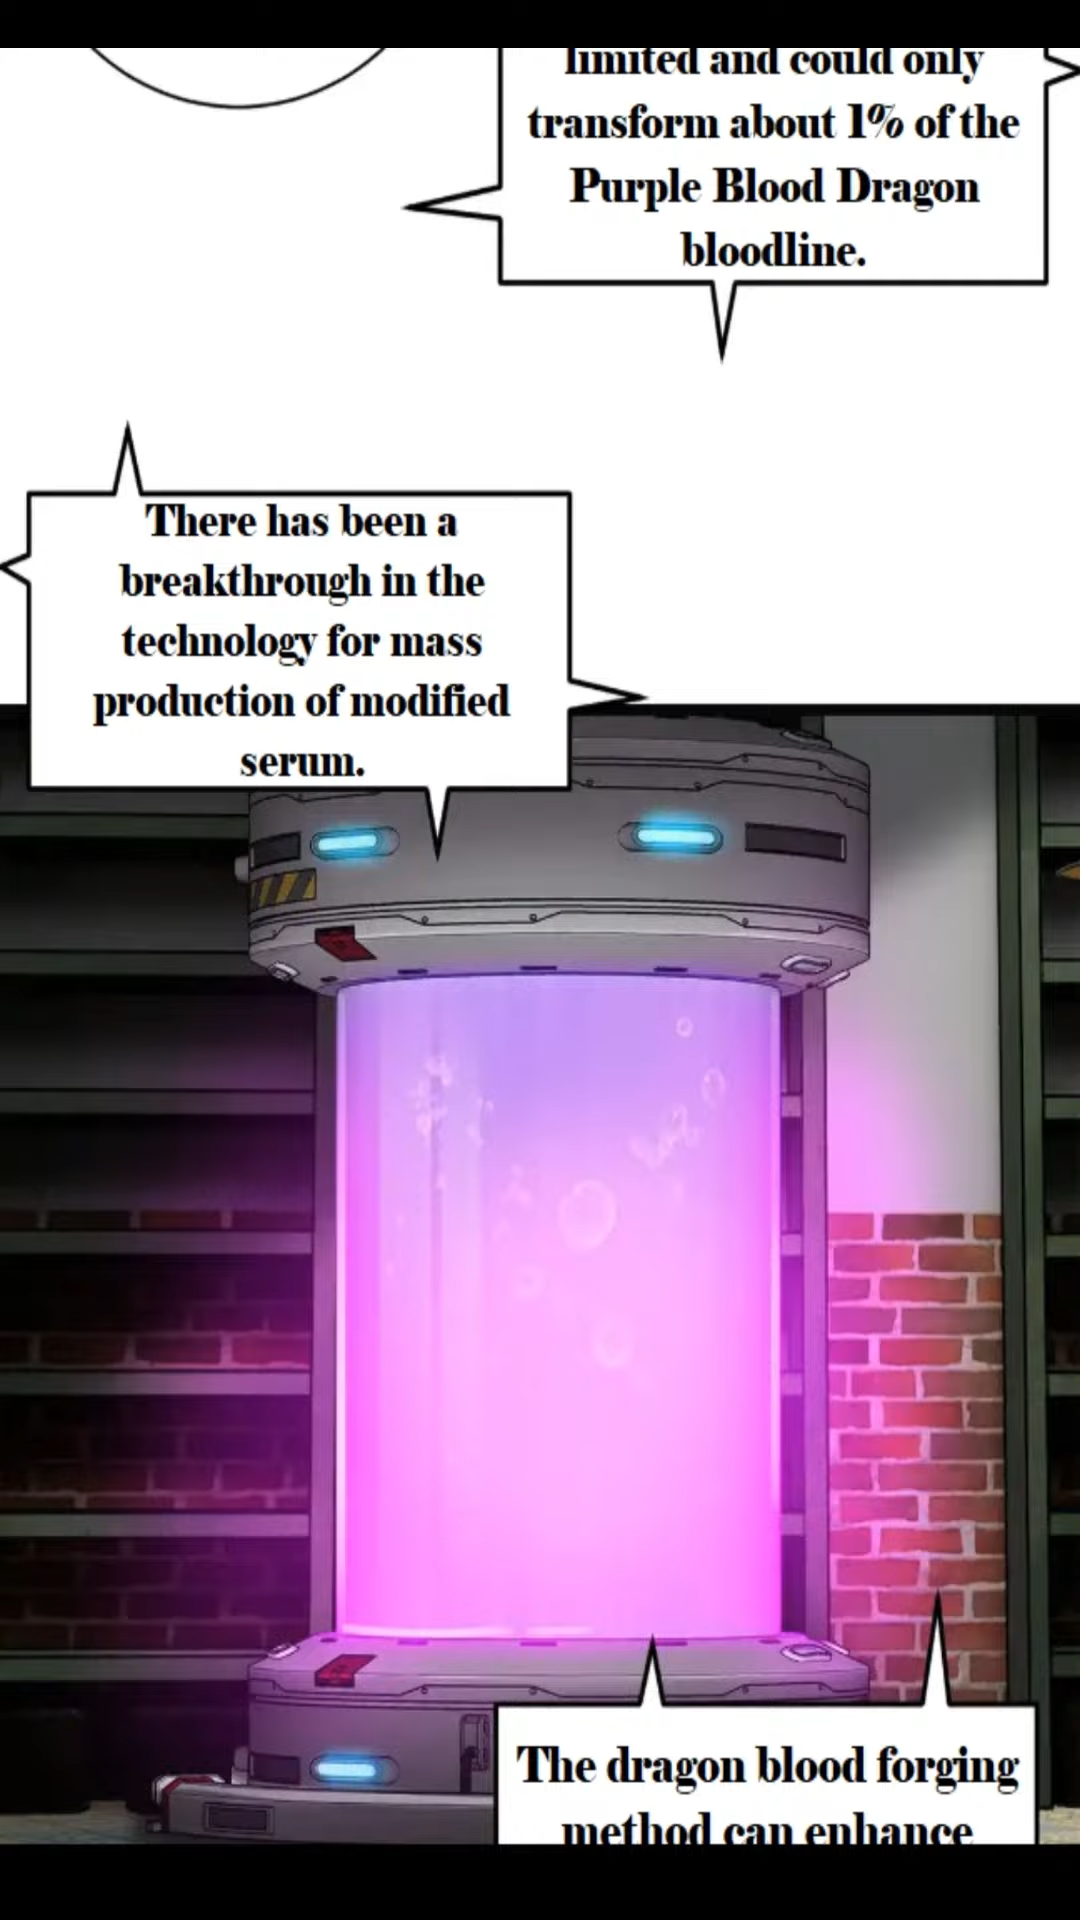 limited and could only
transform about 1% of the
Purple Blood Dragon
bloodline.
There has been a
breakthrough in the
technology for mass
production of modified
serum.
The dragon blood forging
method can enhance